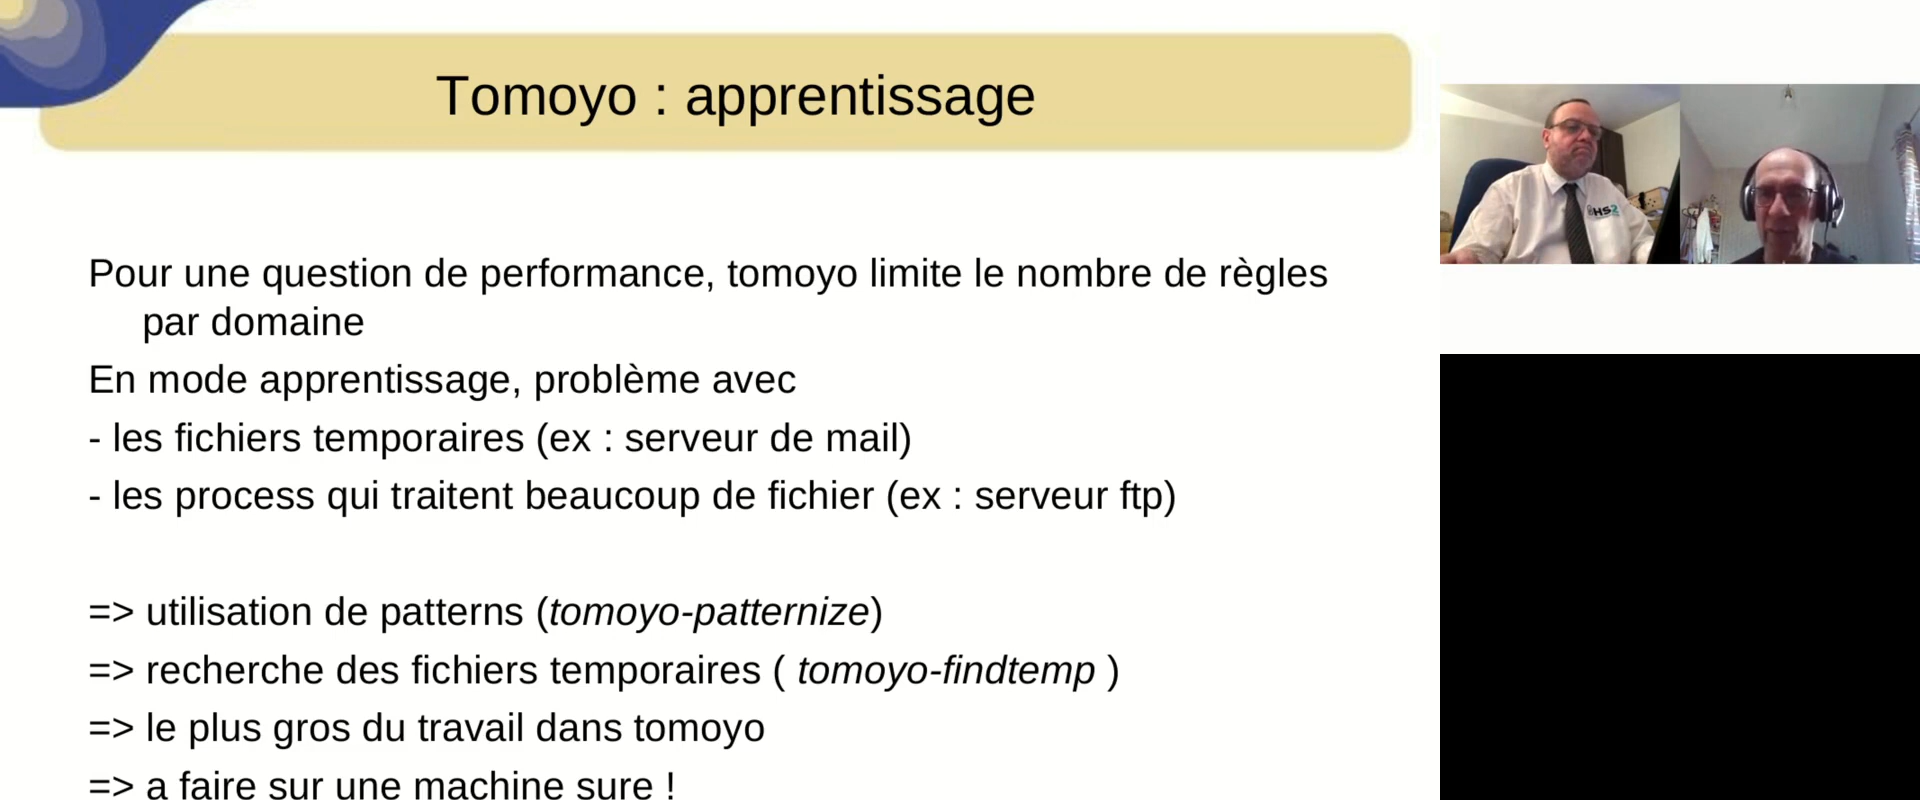 Tomoyo : apprentissage
Pour une question de performance, tomoyo limite le nombre de règles
par domaine
En mode apprentissage, problème avec
- les fichiers temporaires (ex : serveur de mail)
- les process qui traitent beaucoup de fichier (ex : serveur ftp)
=> utilisation de patterns (tomoyo-patternize)
=> recherche des fichiers temporaires ( tomoyo-findtemp )
=> le plus gros du travail dans tomoyo
=> a faire sur une machine sure !
HS2